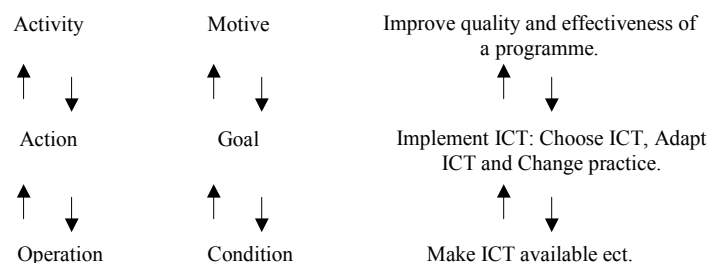 Activity Motive Improve quality and effectiveness of
a programme.
Action Goal Implement ICT: Choose ICT, Adapt
ICT and Change practice.
Operation Condition Make ICT available ect.